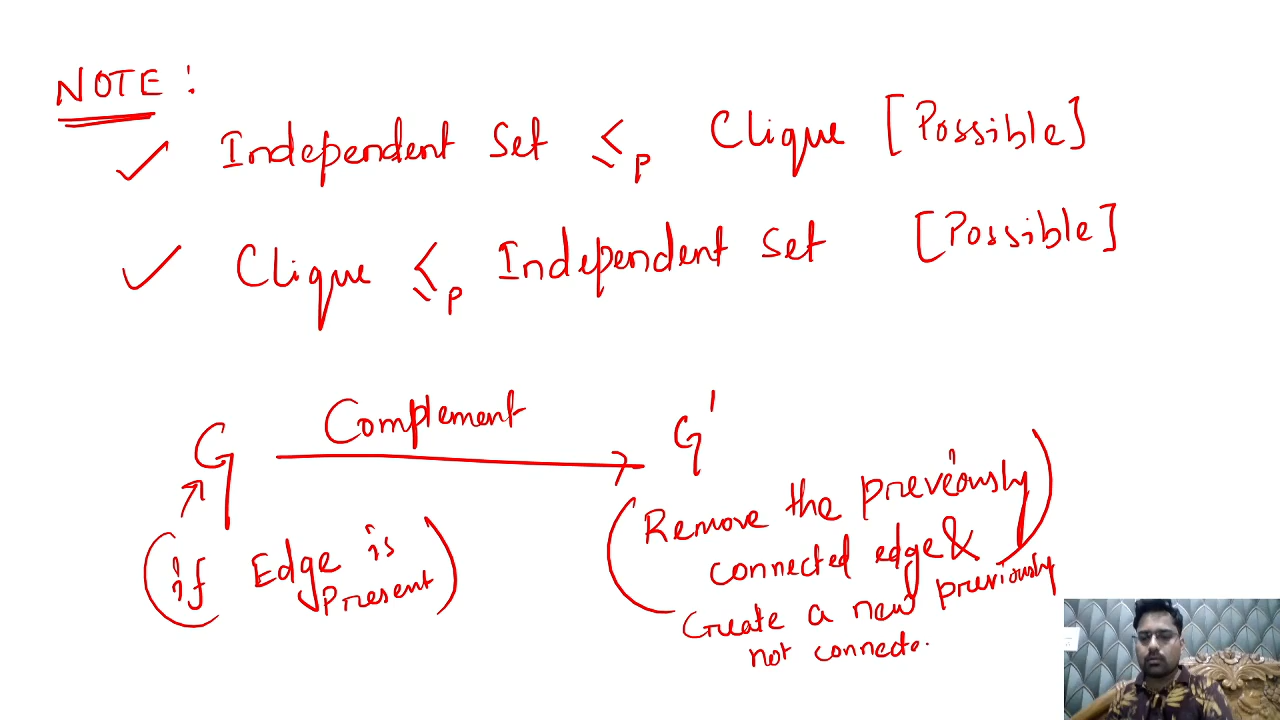 NOTE :
Independent Set ≤p Clique [Possible]
Clique ≤p Independent Set [Possible]
G Complement G'
(if Edge is Present)
(Remove the previously)
connected edge &
Create a new previously
not connecte.